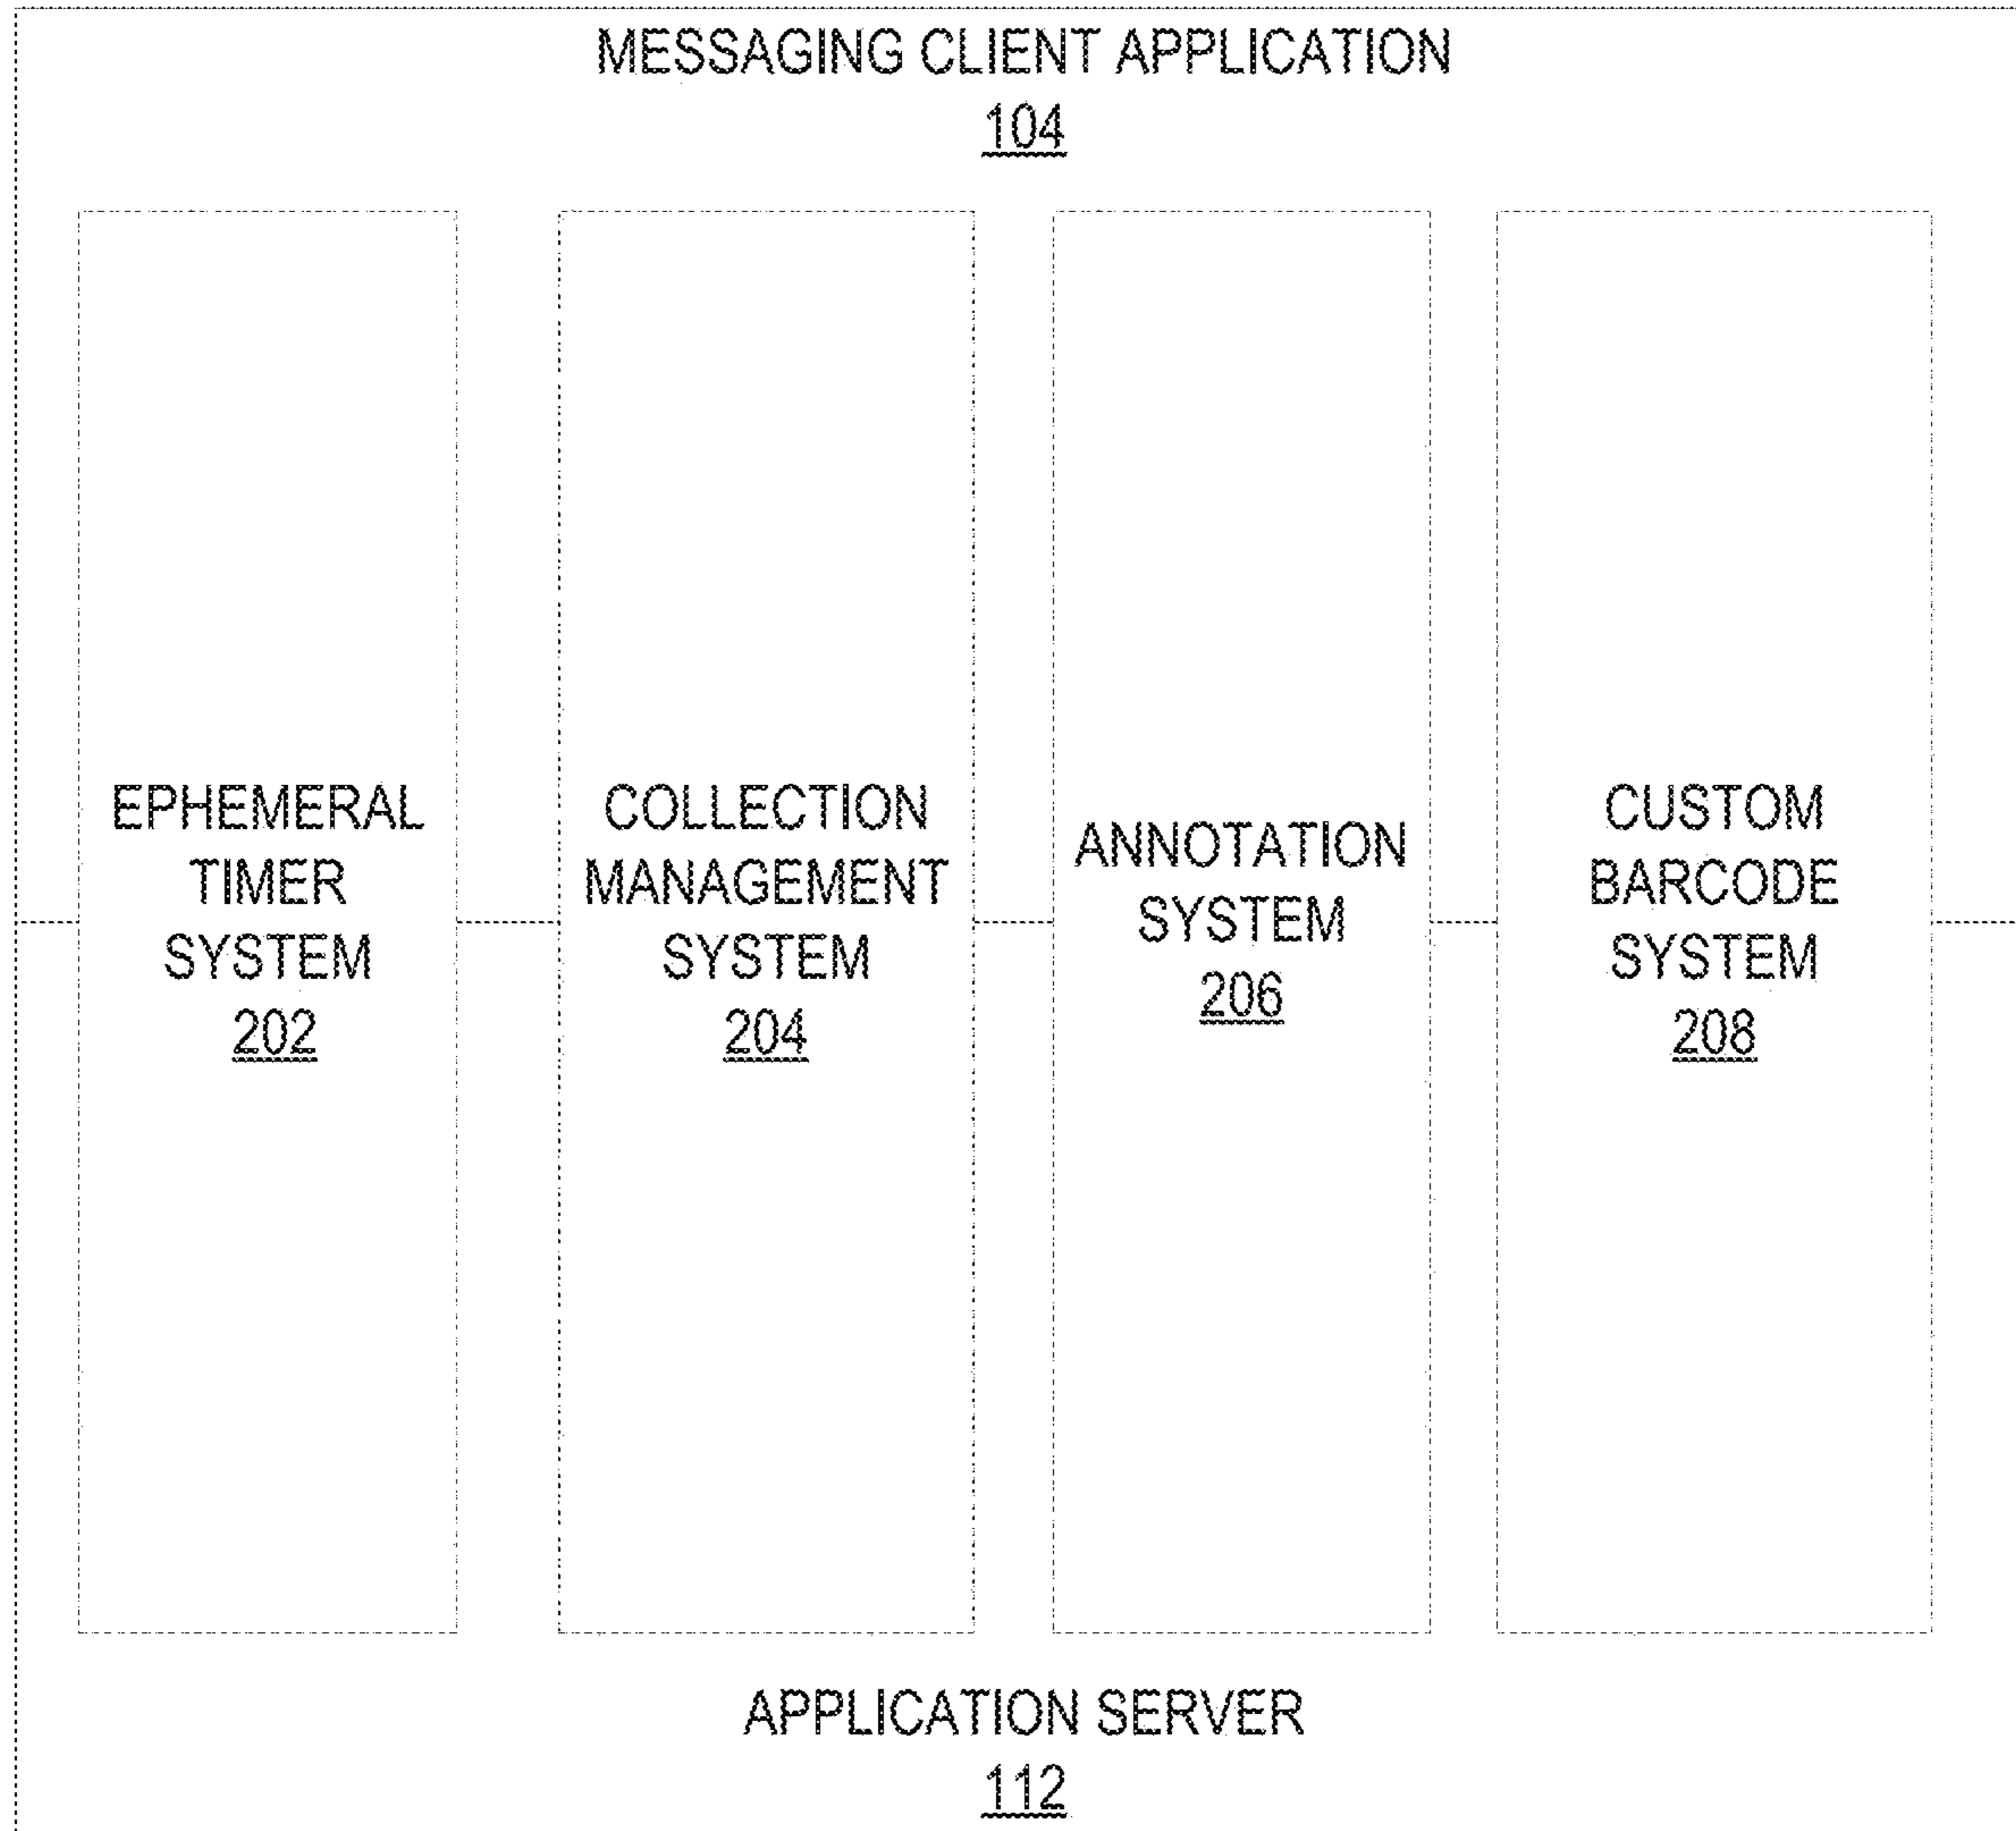 MESSAGING CLIENT APPLICATION
104
EPHEMERAL
TIMER
SYSTEM
202
COLLECTION
MANAGEMENT
SYSTEM
204
ANNOTATION
SYSTEM
206
CUSTOM
BARCODE
SYSTEM
208
APPLICATION SERVER
112